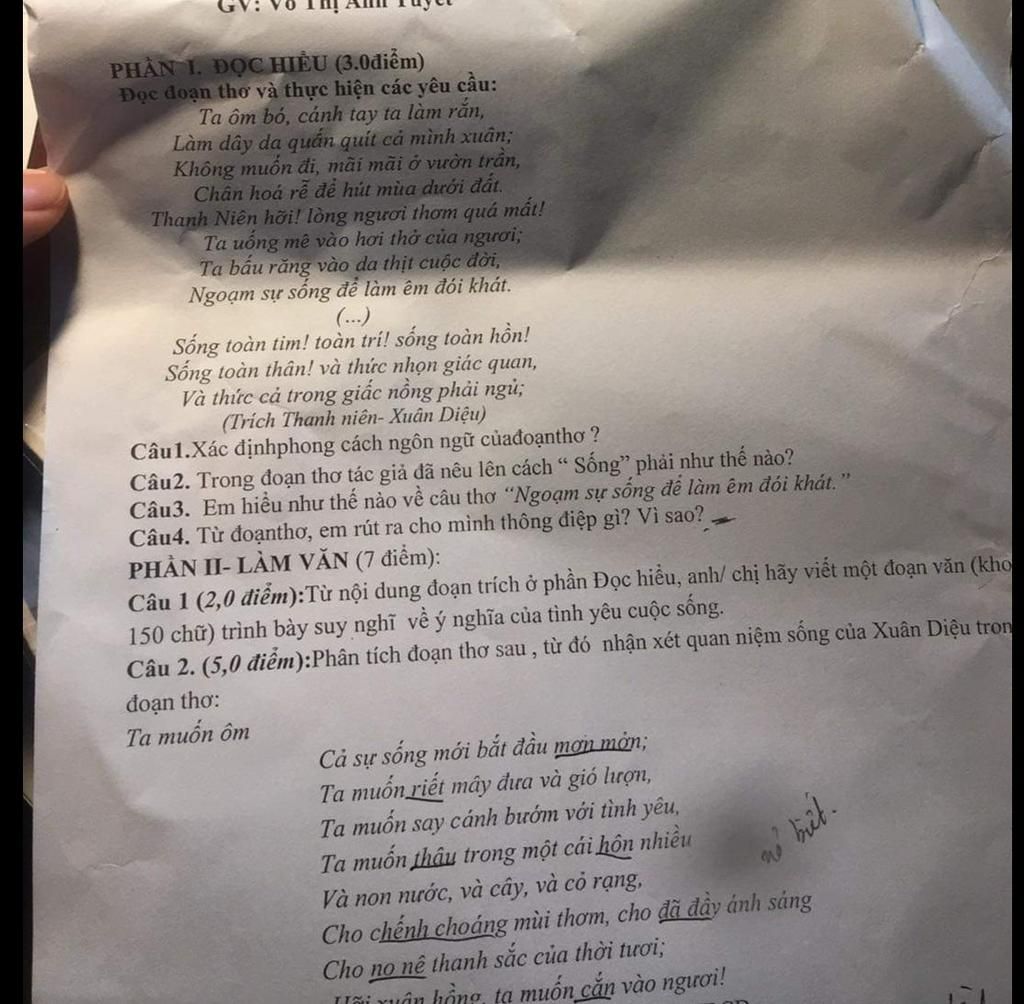 GV: Võ Thị Ánh Tuyết
PHẦN I. ĐỌC HIỂU (3.0điểm)
Đọc đoạn thơ và thực hiện các yêu cầu:
Ta ôm bó, cánh tay ta làm rắn,
Làm dây da quấn quít cả mình xuân;
Không muốn đi, mãi mãi ở vườn trần,
Chân hoá rễ để hút mùa dưới đất.
Thanh Niên hỡi! lòng ngươi thơm quá mất!
Ta uống mê vào hơi thở của ngươi;
Ta bấu răng vào da thịt cuộc đời,
Ngoạm sự sống để làm êm đói khát.
(...)
Sống toàn tim! toàn trí! sống toàn hồn!
Sống toàn thân! và thức nhọn giác quan,
Và thức cả trong giấc nồng phải ngủ;
(Trích Thanh niên- Xuân Diệu)
Câu1.Xác địnhphong cách ngôn ngữ củađoạnthơ ?
Câu2. Trong đoạn thơ tác giả đã nêu lên cách “ Sống” phải như thế nào?
Câu3. Em hiểu như thế nào về câu thơ “Ngoạm sự sống để làm êm đói khát.”
Câu4. Từ đoạnthơ, em rút ra cho mình thông điệp gì? Vì sao?
PHẦN II- LÀM VĂN (7 điểm):
Câu 1 (2,0 điểm):Từ nội dung đoạn trích ở phần Đọc hiểu, anh/ chị hãy viết một đoạn văn (kho
150 chữ) trình bày suy nghĩ về ý nghĩa của tình yêu cuộc sống.
Câu 2. (5,0 điểm):Phân tích đoạn thơ sau , từ đó nhận xét quan niệm sống của Xuân Diệu tron
đoạn thơ:
Ta muốn ôm
Cả sự sống mới bắt đầu mơn mởn;
Ta muốn riết mây đưa và gió lượn,
Ta muốn say cánh bướm với tình yêu,
Ta muốn thâu trong một cái hôn nhiều
Và non nước, và cây, và cỏ rạng,
Cho chếnh choáng mùi thơm, cho đã đầy ánh sáng
Cho no nê thanh sắc của thời tươi;
Hỡi xuân hồng, ta muốn cắn vào ngươi!